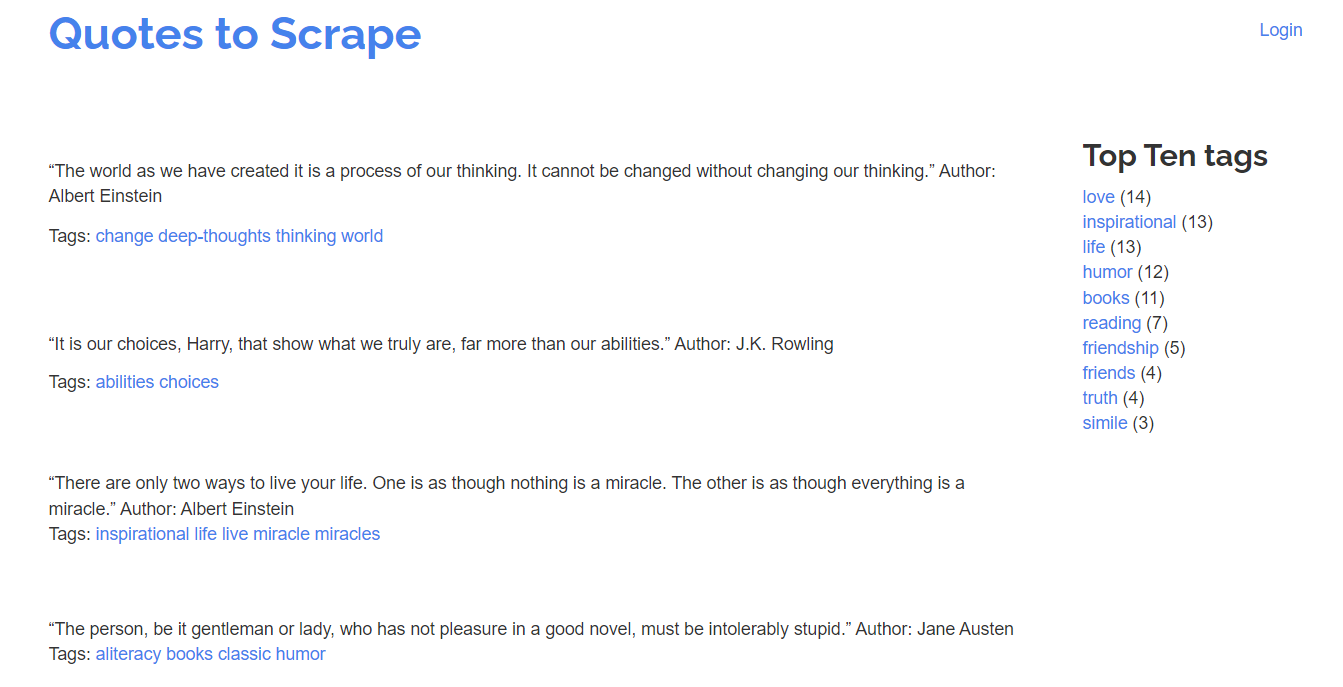 Quotes to Scrape
Login
“The world as we have created it is a process of our thinking. It cannot be changed without changing our thinking.” Author:
Albert Einstein
Tags: change deep-thoughts thinking world
“It is our choices, Harry, that show what we truly are, far more than our abilities.” Author: J.K. Rowling
Tags: abilities choices
“There are only two ways to live your life. One is as though nothing is a miracle. The other is as though everything is a
miracle.” Author: Albert Einstein
Tags: inspirational life live miracle miracles
“The person, be it gentleman or lady, who has not pleasure in a good novel, must be intolerably stupid.” Author: Jane Austen
Tags: aliteracy books classic humor
Top Ten tags
love (14)
inspirational (13)
life (13)
humor (12)
books (11)
reading (7)
friendship (5)
friends (4)
truth (4)
simile (3)